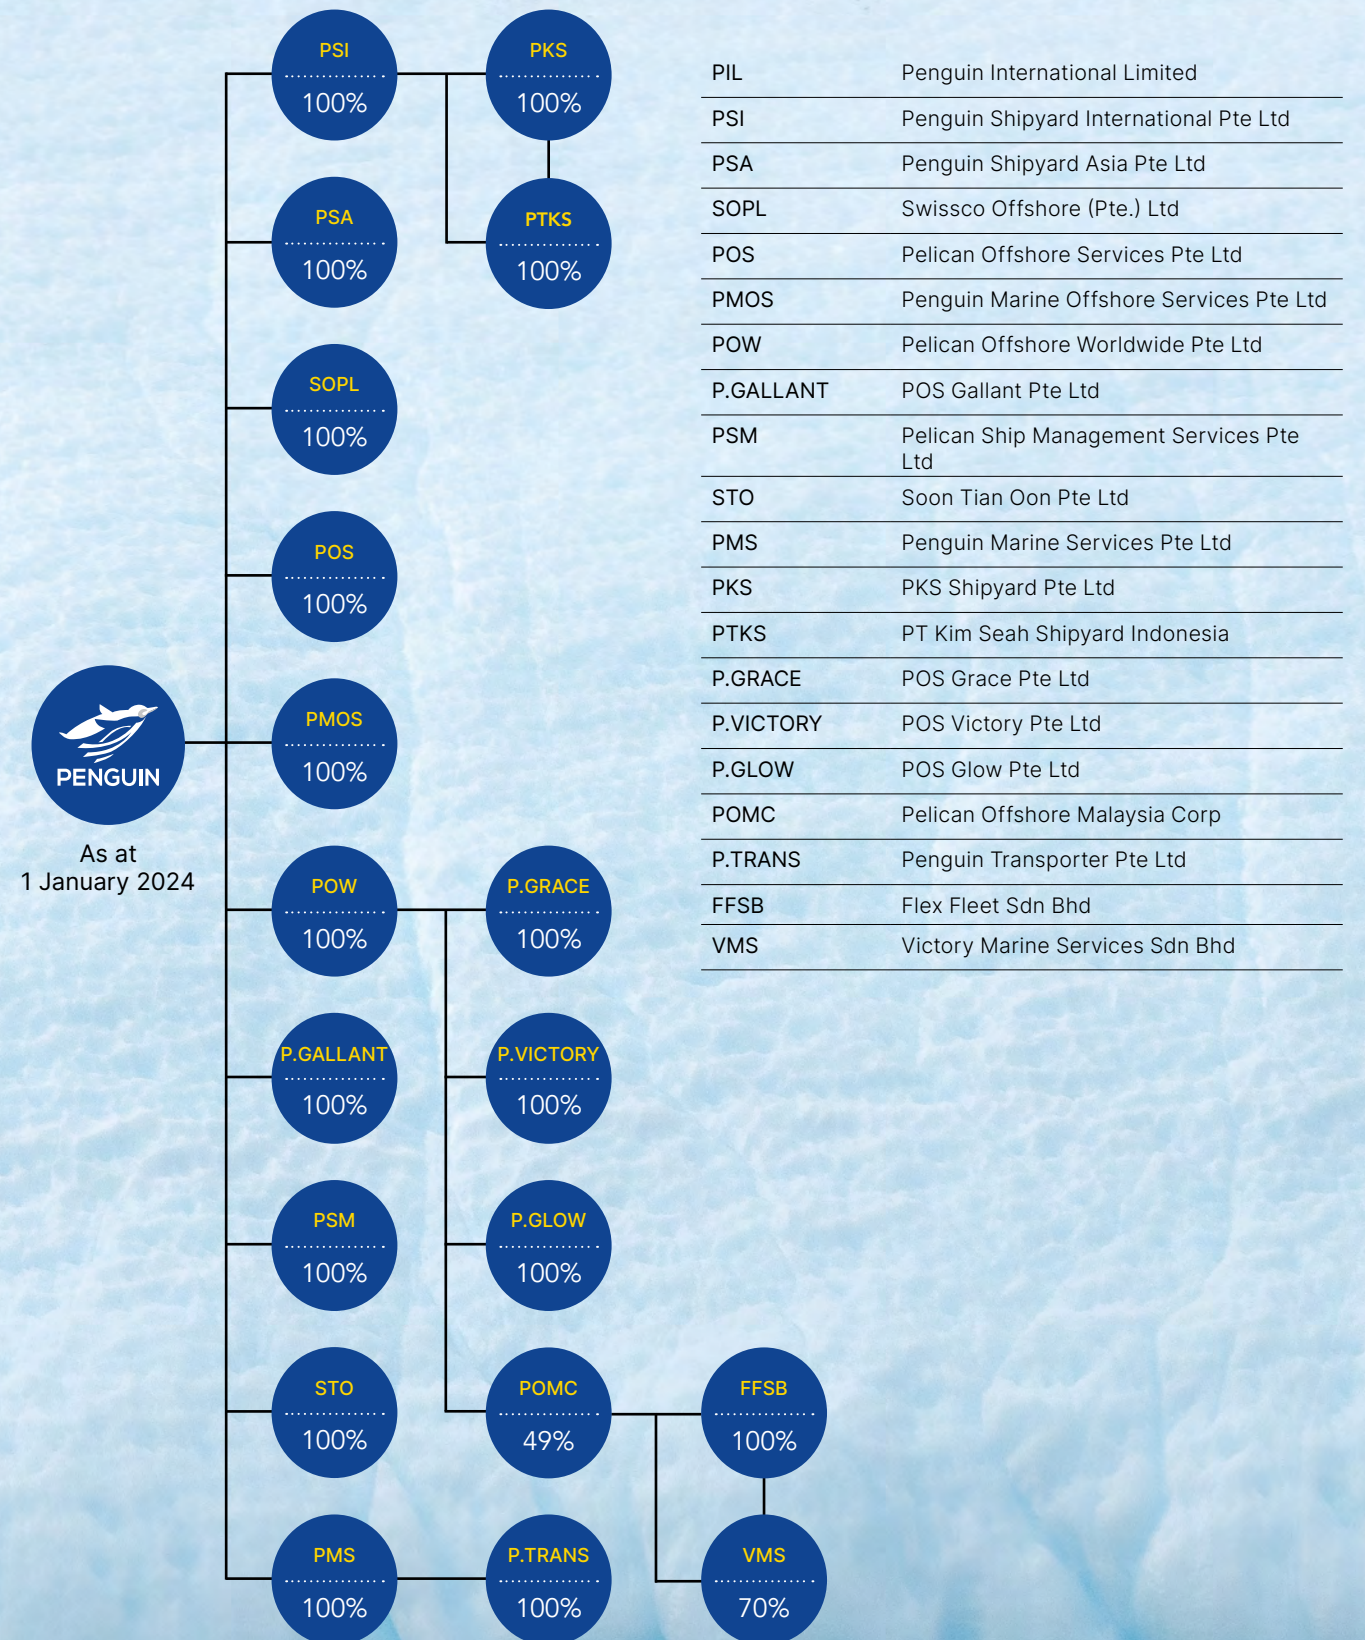 PSI
100%
PKS
100%
PSA
100%
PTKS
100%
SOPL
100%
POS
100%
PMOS
100%
PENGUIN
As at
1 January 2024
POW
100%
P.GRACE
100%
P.GALLANT
100%
P.VICTORY
100%
PSM
100%
P.GLOW
100%
STO
100%
POMC
49%
FFSB
100%
PMS
100%
P.TRANS
100%
VMS
70%
PIL Penguin International Limited
PSI Penguin Shipyard International Pte Ltd
PSA Penguin Shipyard Asia Pte Ltd
SOPL Swissco Offshore (Pte.) Ltd
POS Pelican Offshore Services Pte Ltd
PMOS Penguin Marine Offshore Services Pte Ltd
POW Pelican Offshore Worldwide Pte Ltd
P.GALLANT POS Gallant Pte Ltd
PSM Pelican Ship Management Services Pte
Ltd
STO Soon Tian Oon Pte Ltd
PMS Penguin Marine Services Pte Ltd
PKS PKS Shipyard Pte Ltd
PTKS PT Kim Seah Shipyard Indonesia
P.GRACE POS Grace Pte Ltd
P.VICTORY POS Victory Pte Ltd
P.GLOW POS Glow Pte Ltd
POMC Pelican Offshore Malaysia Corp
P.TRANS Penguin Transporter Pte Ltd
FFSB Flex Fleet Sdn Bhd
VMS Victory Marine Services Sdn Bhd